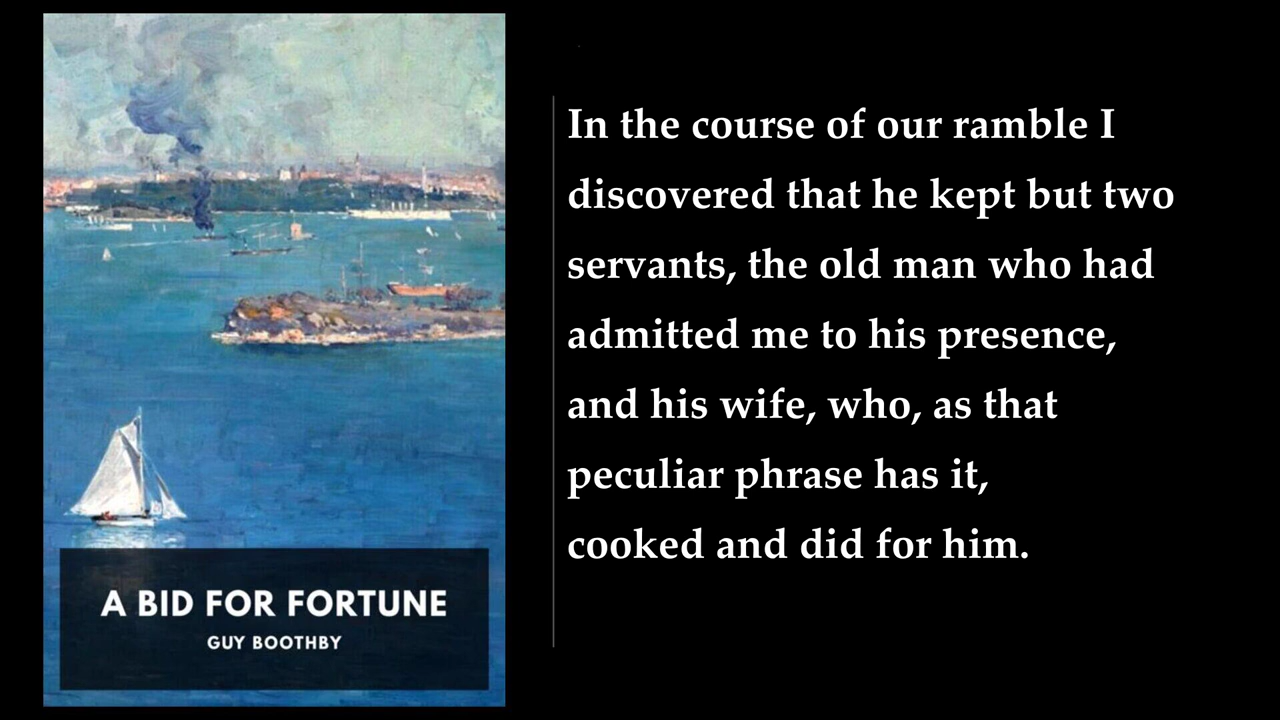 In the course of our ramble I
discovered that he kept but two
servants, the old man who had
admitted me to his presence,
and his wife, who, as that
peculiar phrase has it,
cooked and did for him.
A BID FOR FORTUNE
GUY BOOTHBY